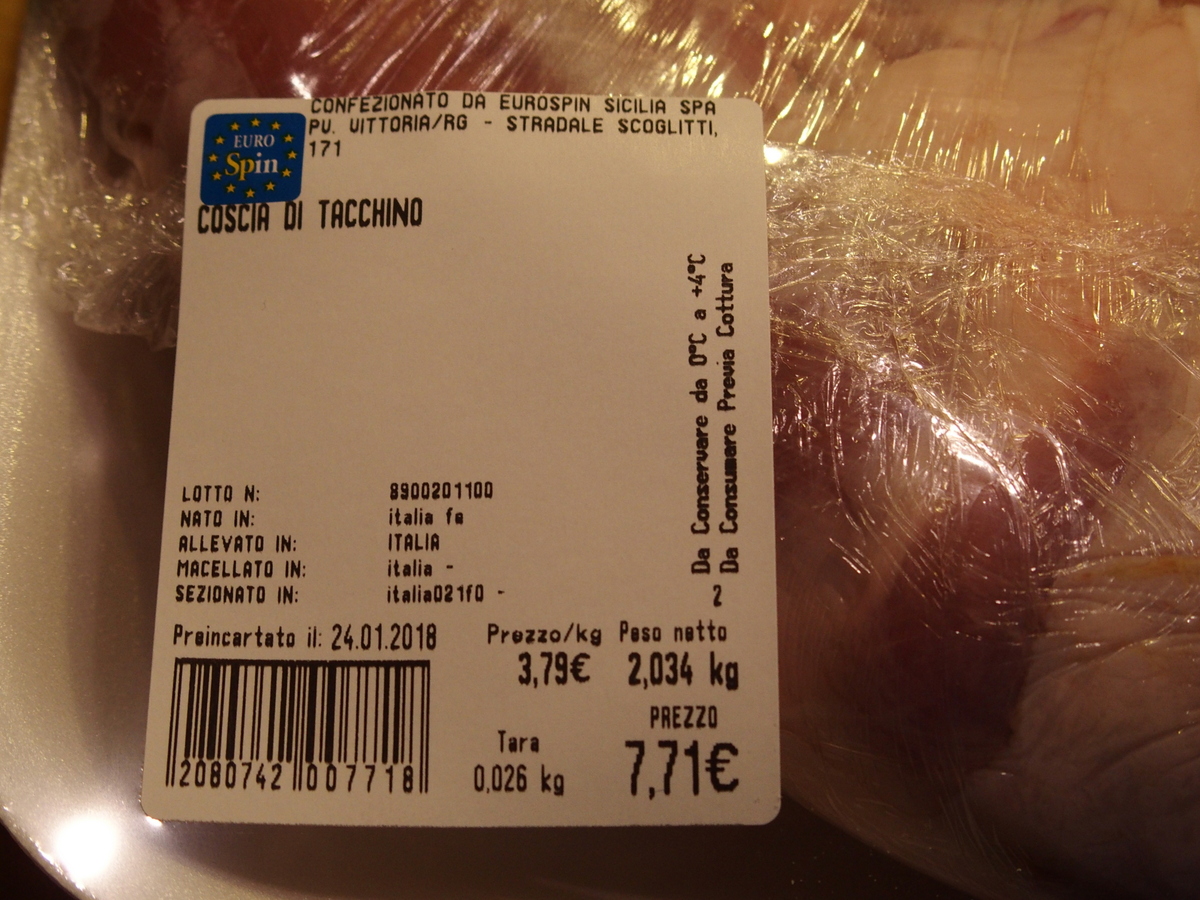 CONFEZIONATO DA EUROSPIN SICILIA SPA
PU. VITTORIA/RG - STRADALE SCOGLITTI,
171
EURO
Spin
COSCIA DI TACCHINO
Da Conservare da 0°C a +4°C
Da Consumare Previa Cottura
2
LOTTO N: 8900201100
NATO IN: italia fe
ALLEVATO IN: ITALIA
MACELLATO IN: italia -
SEZIONATO IN: italia021f0 -
Preincartato il: 24.01.2018
Prezzo/kg Peso netto
3,79€ 2,034 kg
PREZZO
7,71€
Tara
0,026 kg
2080742 007718